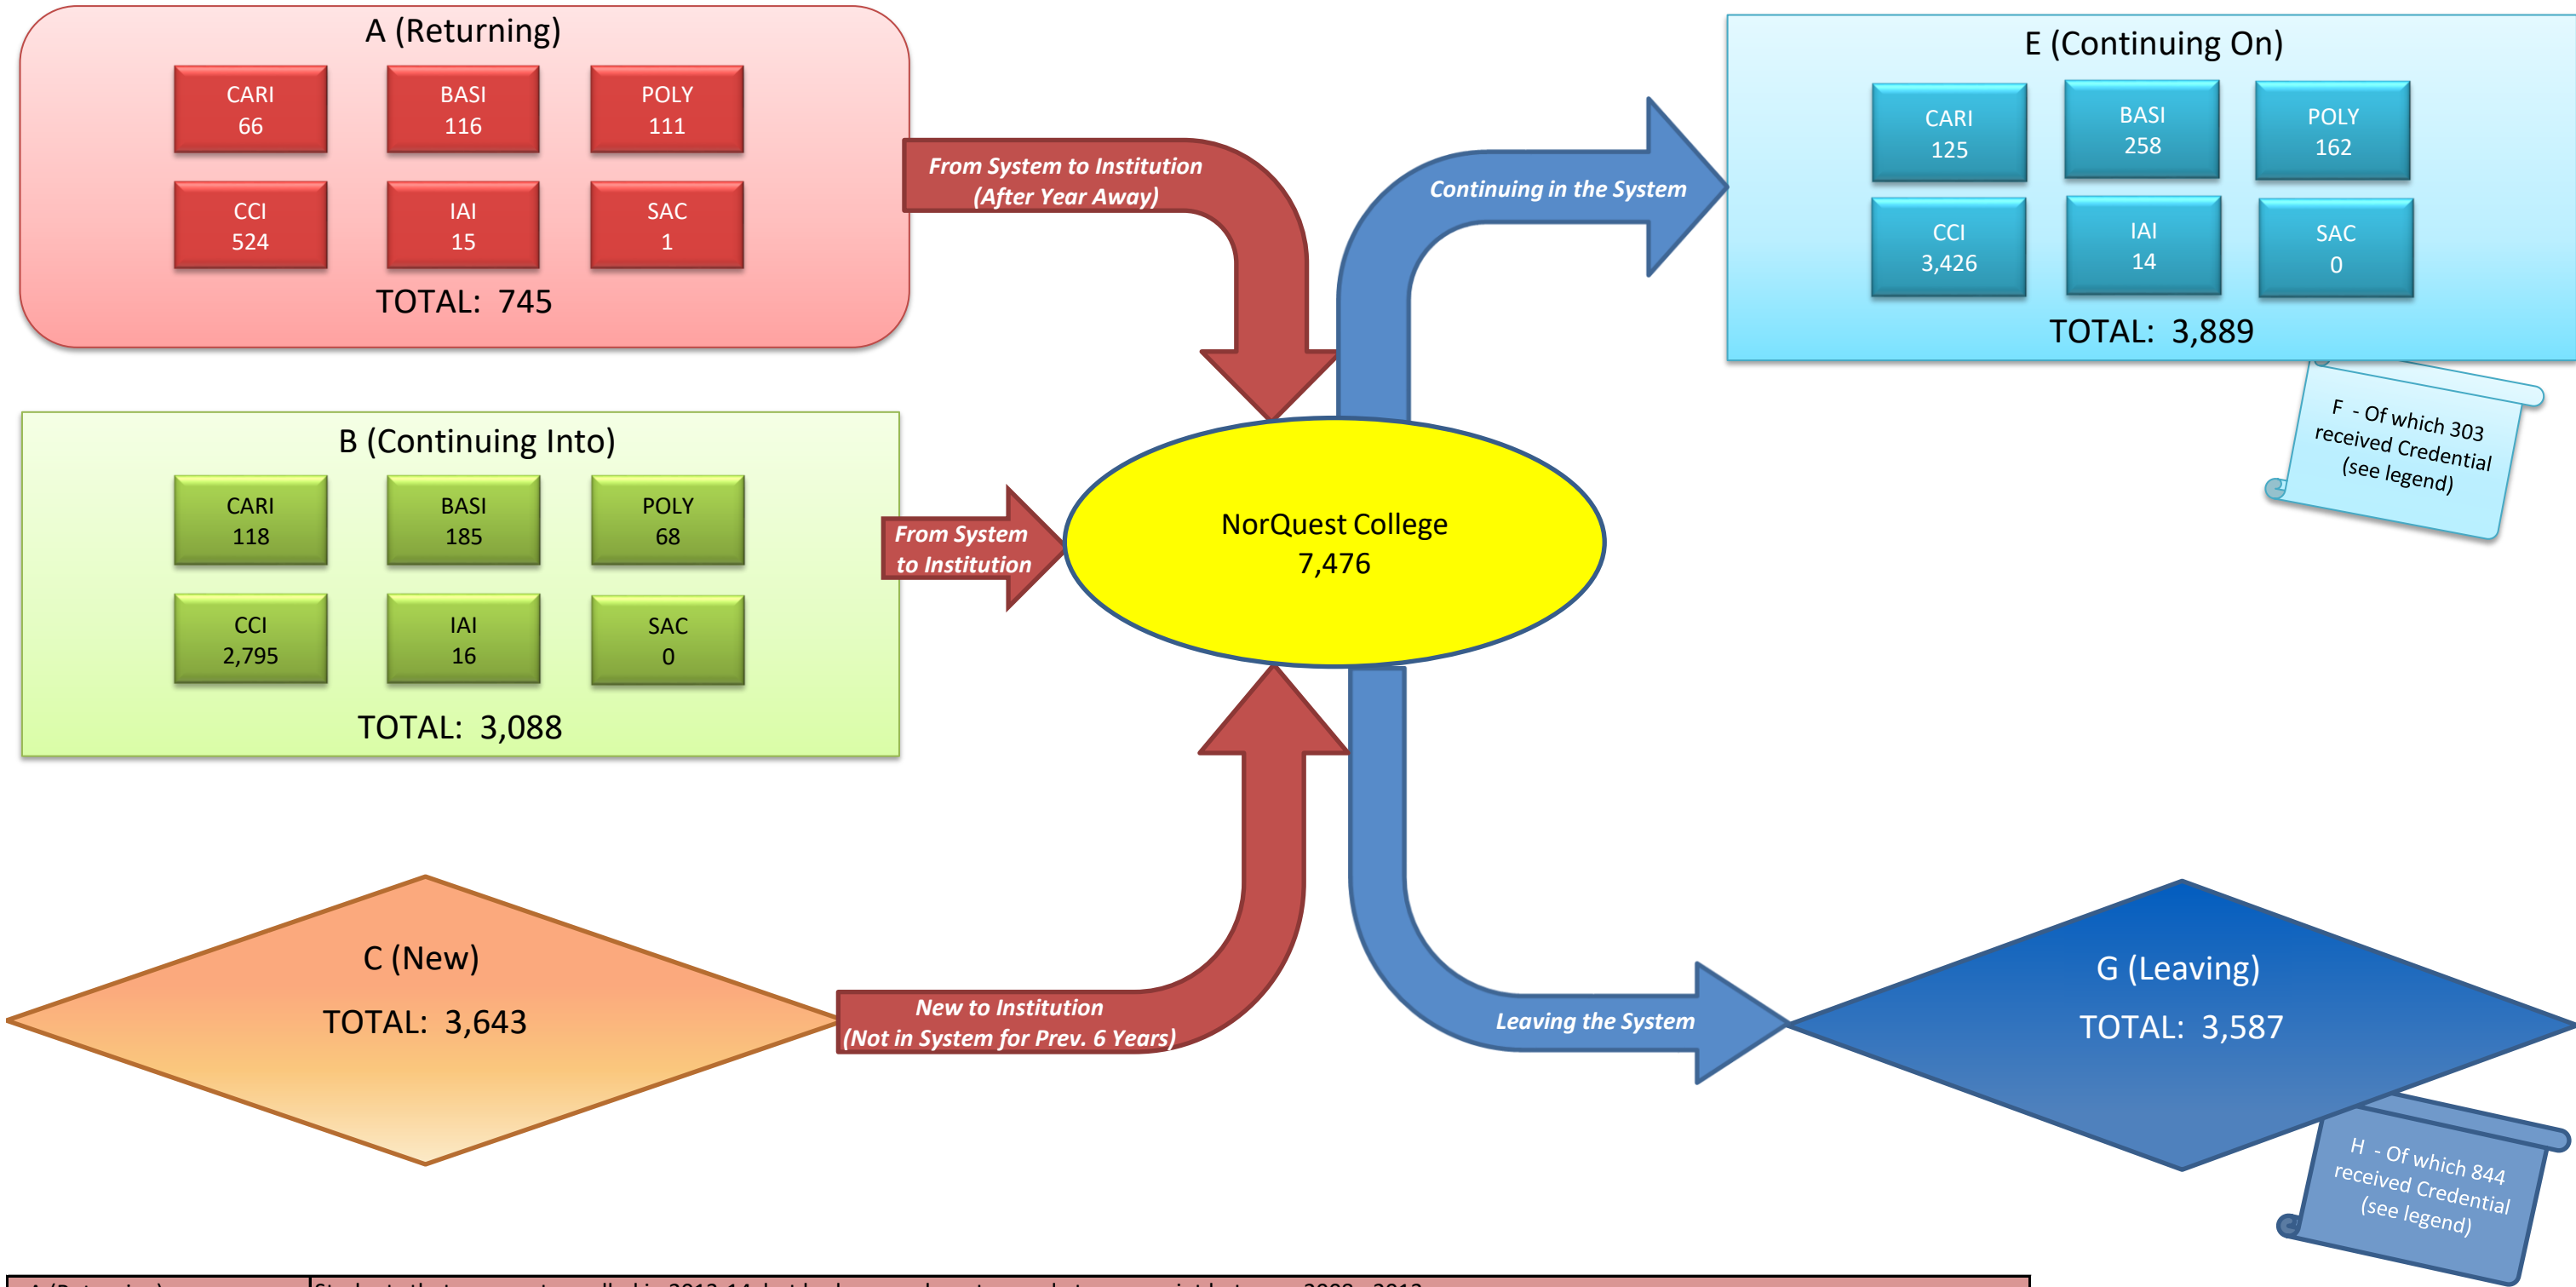 A (Returning)
CARI
66
BASI
116
POLY
111
CCI
524
IAI
15
SAC
1
TOTAL: 745
From System to Institution
(After Year Away)
Continuing in the System
E (Continuing On)
CARI
125
BASI
258
POLY
162
CCI
3,426
IAI
14
SAC
0
TOTAL: 3,889
F - Of which 303
received Credential
(see legend)
B (Continuing Into)
CARI
118
BASI
185
POLY
68
CCI
2,795
IAI
16
SAC
0
TOTAL: 3,088
From System
to Institution
NorQuest College
7,476
C (New)
TOTAL: 3,643
New to Institution
(Not in System for Prev. 6 Years)
Leaving the System
G (Leaving)
TOTAL: 3,587
H - Of which 844
received Credential
(see legend)